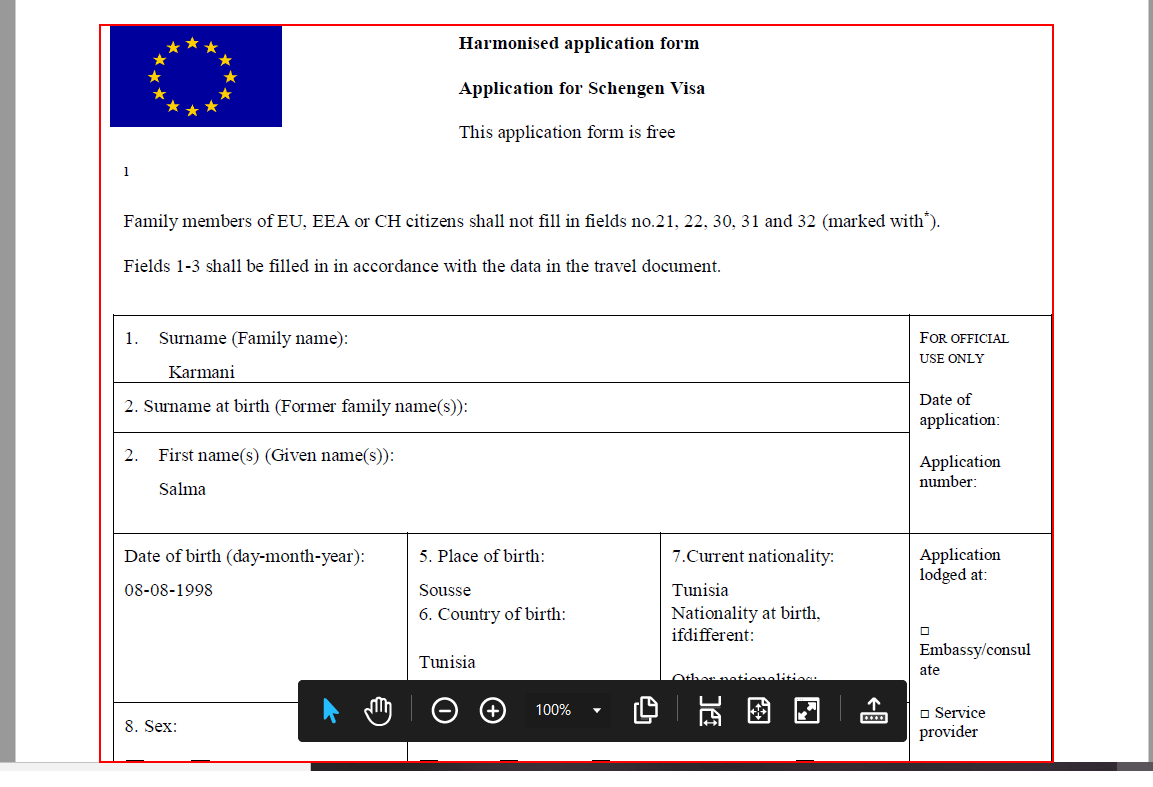 Harmonised application form
Application for Schengen Visa
This application form is free
1
Family members of EU, EEA or CH citizens shall not fill in fields no.21, 22, 30, 31 and 32 (marked with*).
Fields 1-3 shall be filled in in accordance with the data in the travel document.
1. Surname (Family name):
Karmani
2. Surname at birth (Former family name(s)):
2. First name(s) (Given name(s)):
Salma
FOR OFFICIAL
USE ONLY
Date of
application:
Application
number:
Date of birth (day-month-year):
08-08-1998
5. Place of birth:
Sousse
6. Country of birth:
Tunisia
7.Current nationality:
Tunisia
Nationality at birth,
ifdifferent:
Other nationalities:
Application
lodged at:
□
Embassy/consul
ate
□ Service
provider
8. Sex:
100%